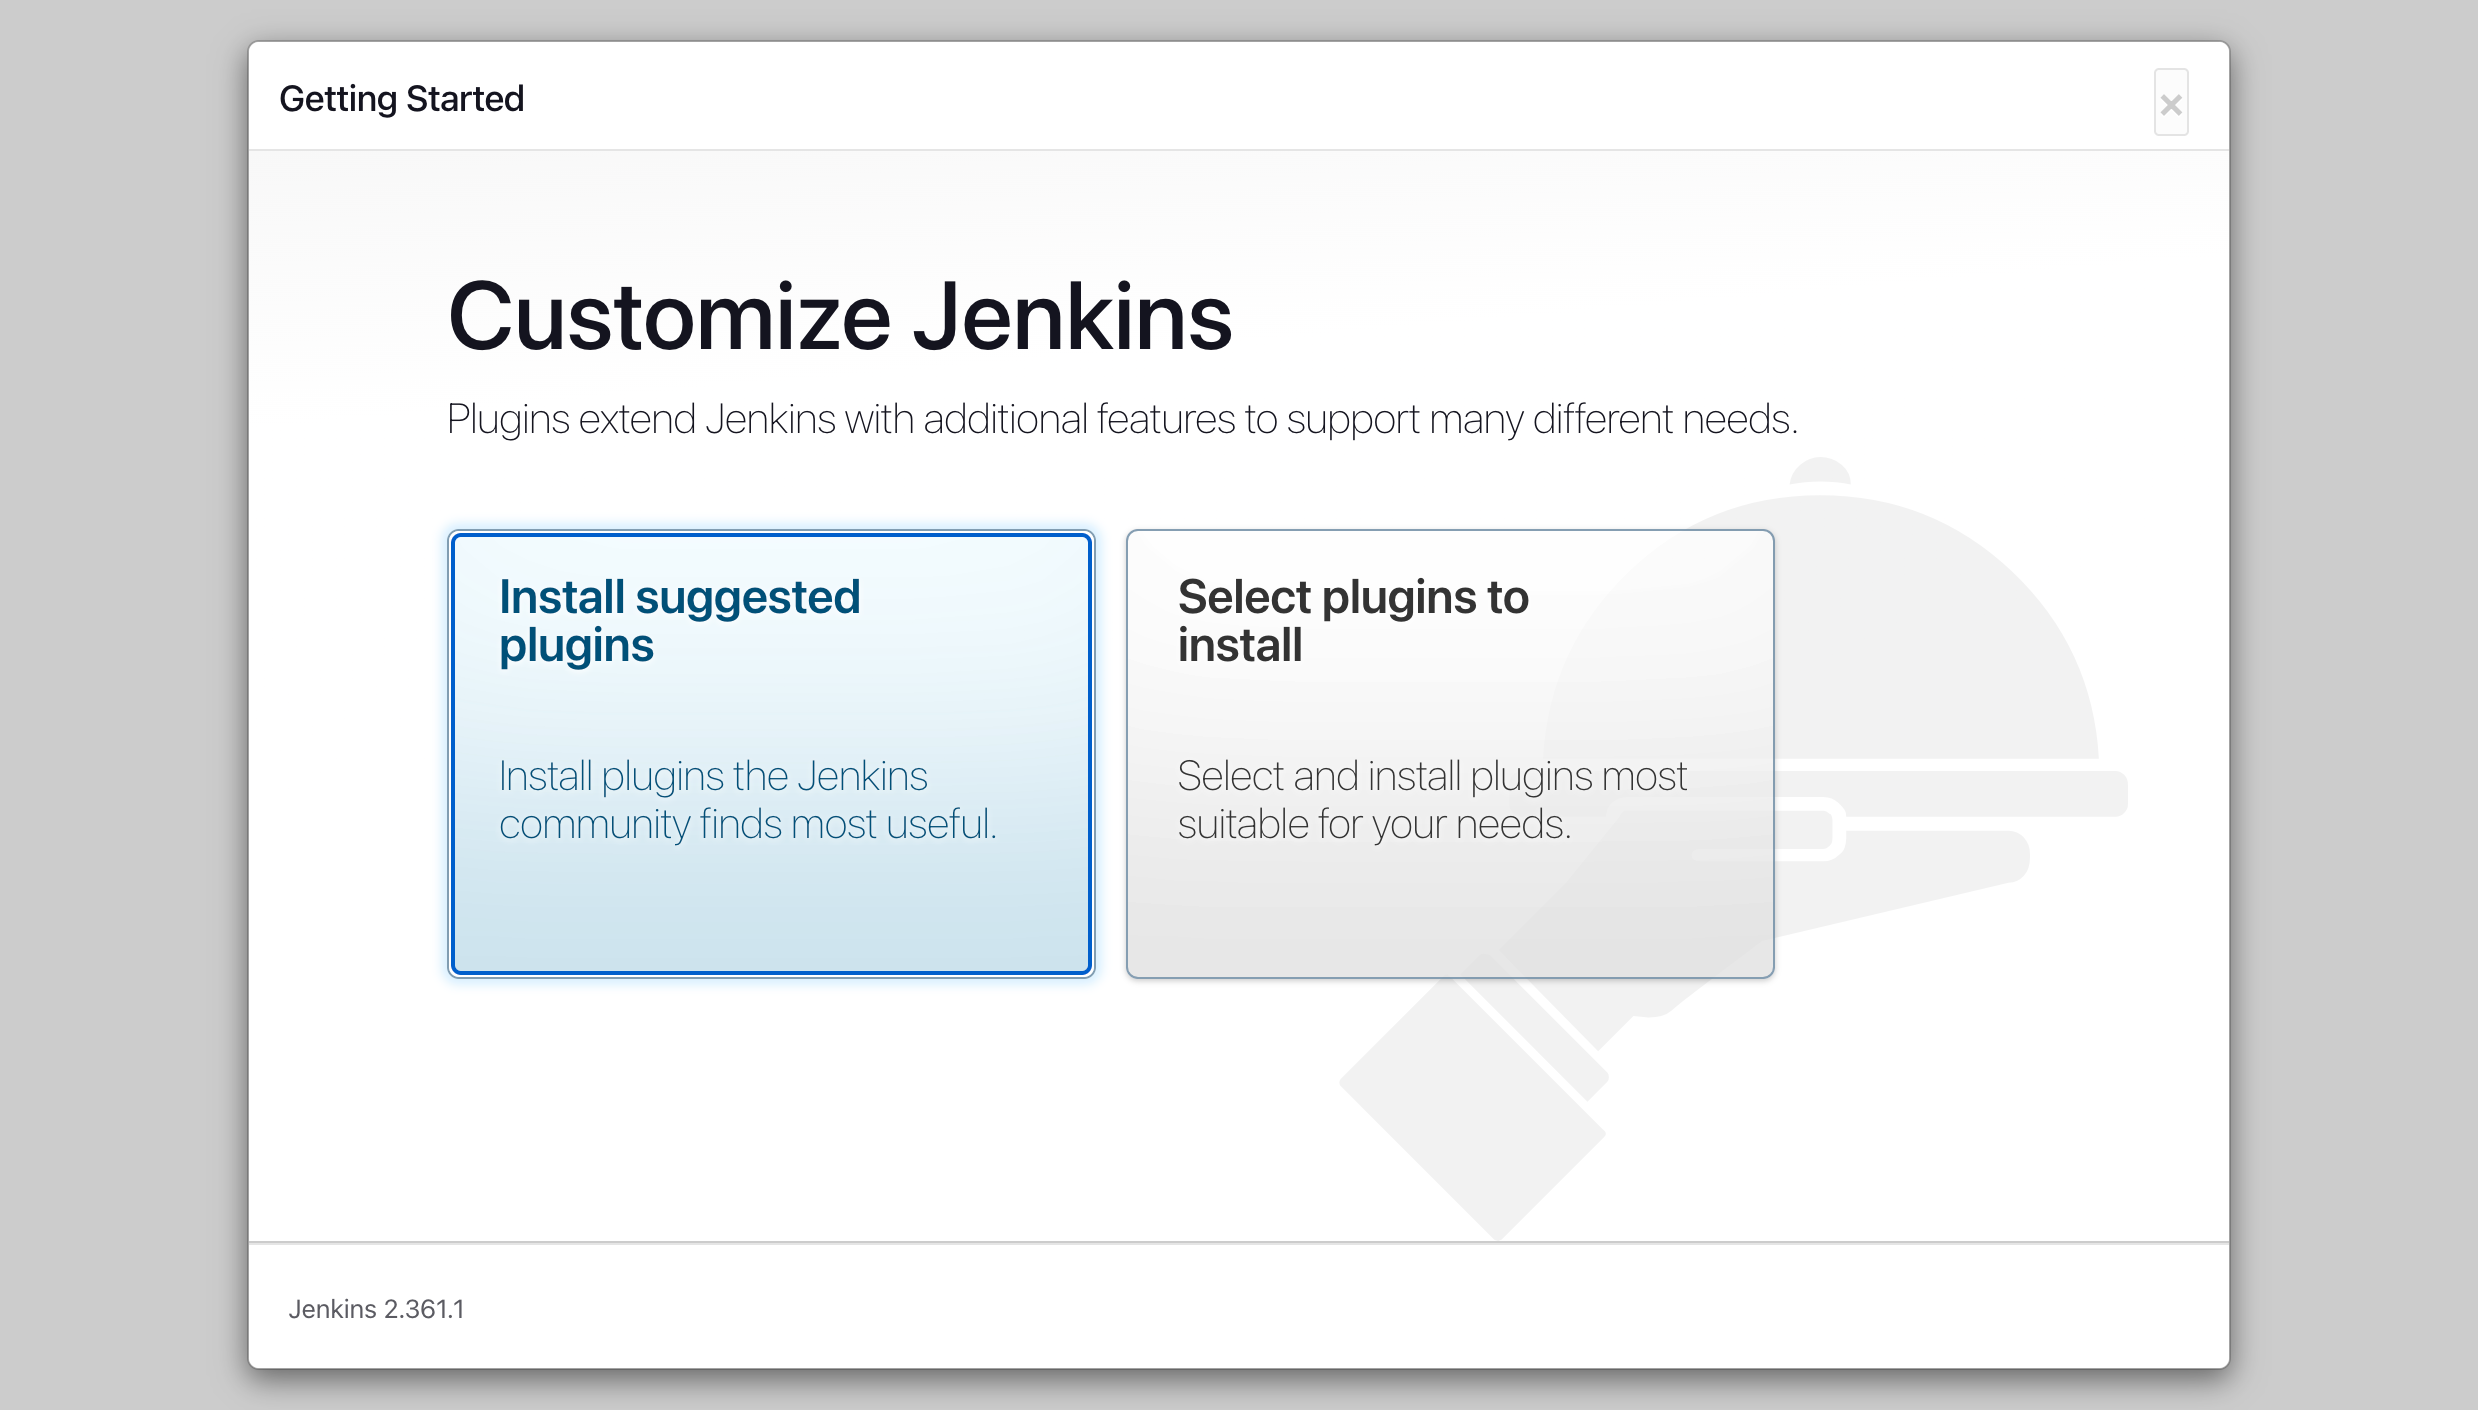 Getting Started
Customize Jenkins
Plugins extend Jenkins with additional features to support many different needs.
Install suggested
plugins
Install plugins the Jenkins
community finds most useful.
Select plugins to
install
Select and install plugins most
suitable for your needs.
Jenkins 2.361.1